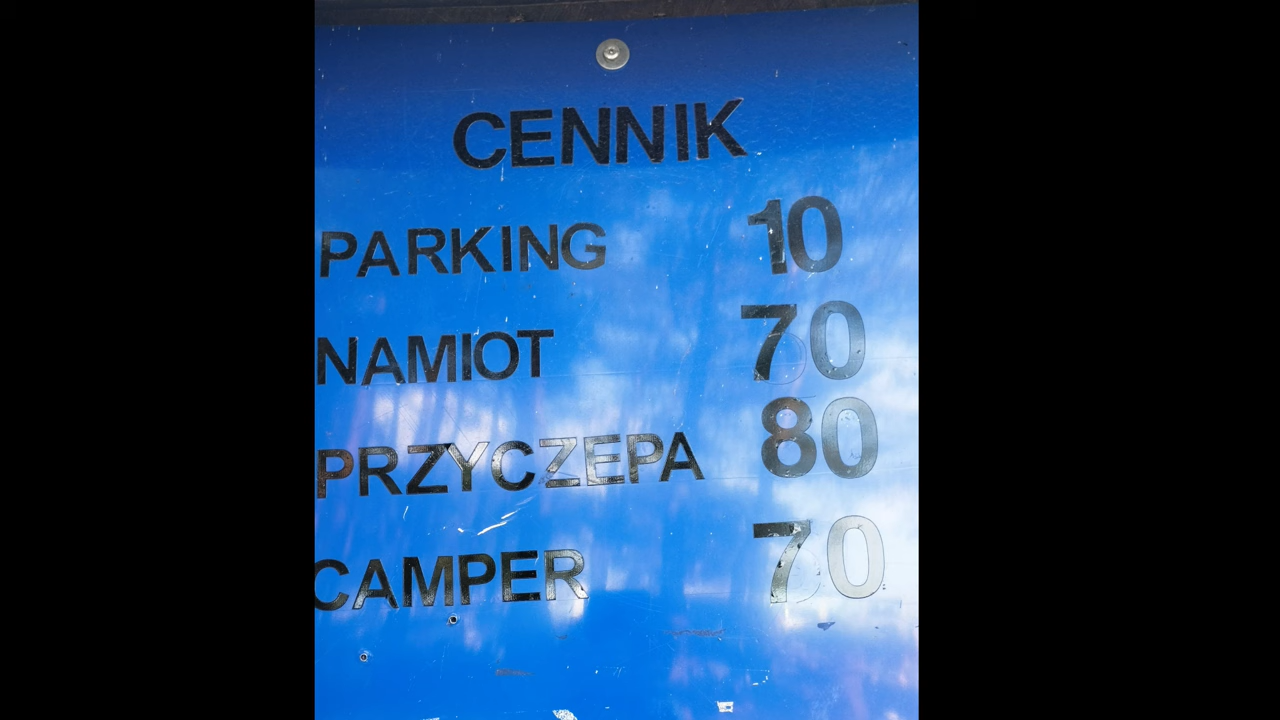 CENNIK
PARKING 10
NAMIOT 70
PRZYCZEPA 80
CAMPER 70